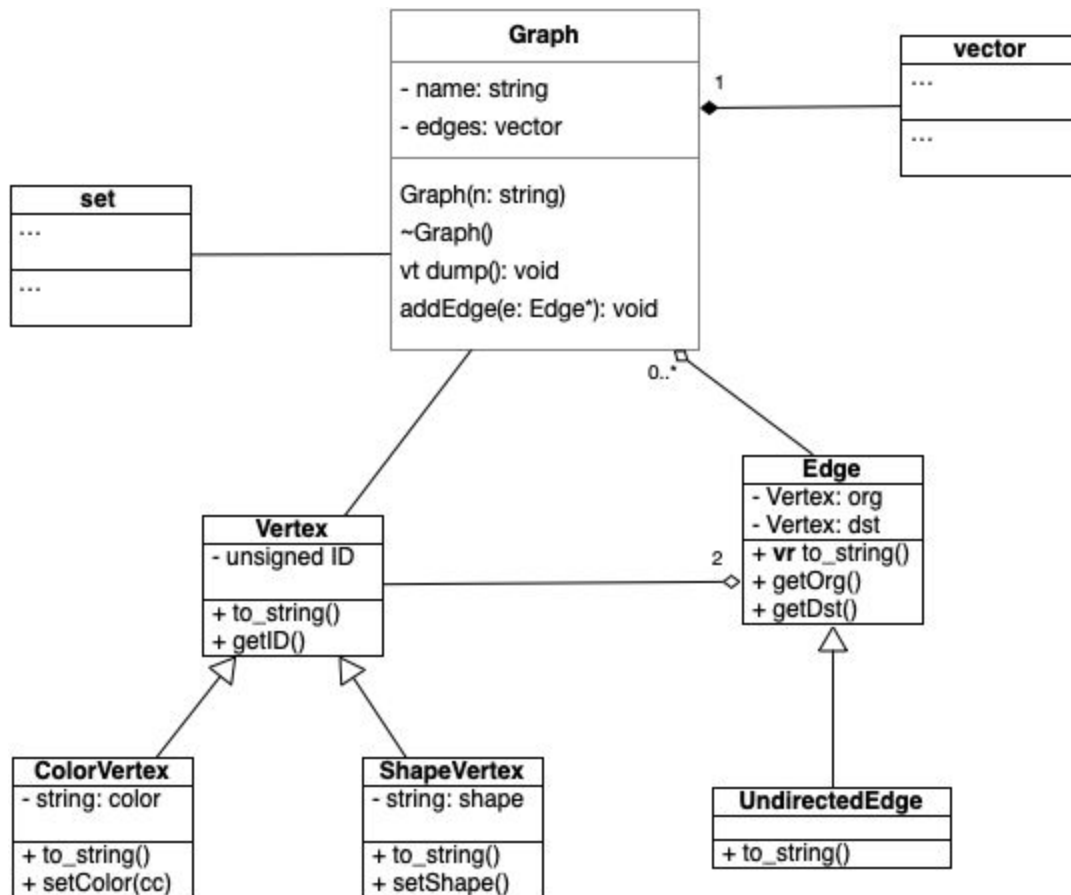 Graph
- name: string
- edges: vector
Graph(n: string)
~Graph()
vt dump(): void
addEdge(e: Edge*): void
1
vector
...
...
set
...
...
0..*
Edge
- Vertex: org
- Vertex: dst
+ vr to_string()
+ getOrg()
+ getDst()
2
Vertex
- unsigned ID
+ to_string()
+ getID()
ColorVertex
- string: color
+ to_string()
+ setColor(cc)
ShapeVertex
- string: shape
+ to_string()
+ setShape()
UndirectedEdge
+ to_string()